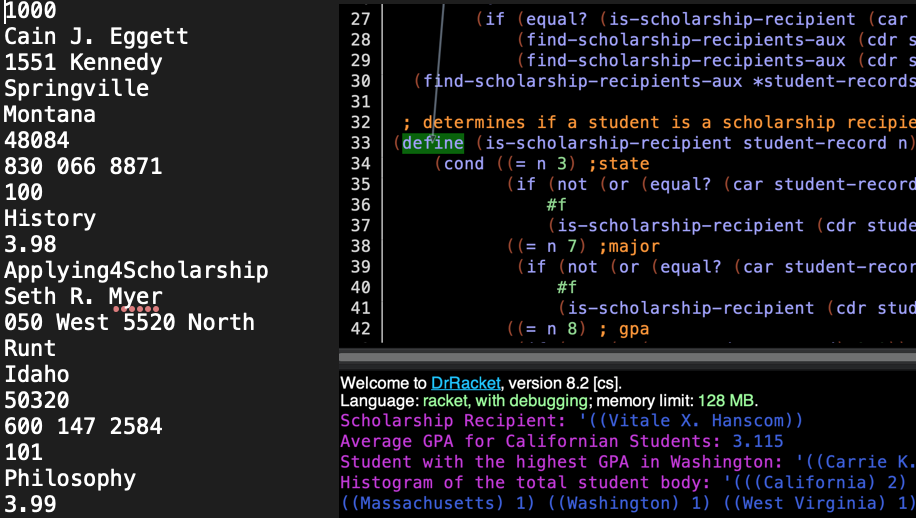 1000
Cain J. Eggett
1551 Kennedy
Springville
Montana
48084
830 066 8871
100
History
3.98
Applying4Scholarship
Seth R. Myer
050 West 5520 North
Runt
Idaho
50320
600 147 2584
101
Philosophy
3.99
27 (if (equal? (is-scholarship-recipient (car
28 (find-scholarship-recipients-aux (cdr s
29 (find-scholarship-recipients-aux (cdr s
30 (find-scholarship-recipients-aux *student-records
31
32 ; determines if a student is a scholarship recipie
33 (define (is-scholarship-recipient student-record n)
34 (cond ((= n 3) ;state
35 (if (not (or (equal? (car student-record
36 #f
37 (is-scholarship-recipient (cdr stude
38 ((= n 7) ;major
39 (if (not (or (equal? (car student-recor
40 #f
41 (is-scholarship-recipient (cdr stud
42 ((= n 8) ; gpa
Welcome to DrRacket, version 8.2 [cs].
Language: racket, with debugging; memory limit: 128 MB.
Scholarship Recipient: '((Vitale X. Hanscom))
Average GPA for Californian Students: 3.115
Student with the highest GPA in Washington: '((Carrie K.
Histogram of the total student body: '(((California) 2)
((Massachusetts) 1) ((Washington) 1) ((West Virginia) 1)